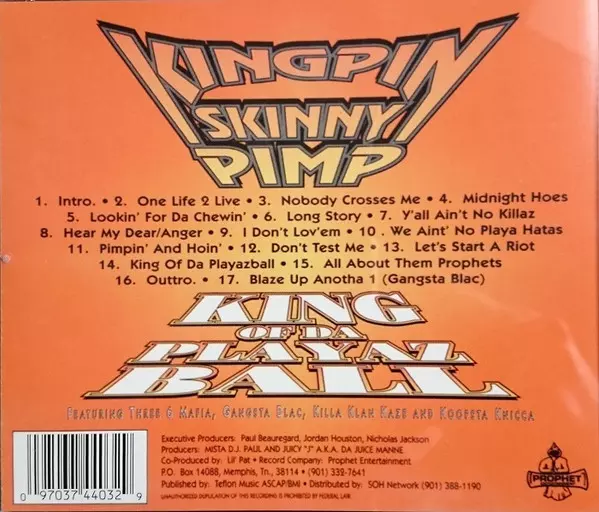 KINGPIN
SKINNY
PIMP
1. Intro. • 2. One Life 2 Live • 3. Nobody Crosses Me • 4. Midnight Hoes
5. Lookin' For Da Chewin' • 6. Long Story • 7. Y'all Ain't No Killaz
8. Hear My Dear/Anger • 9. I Don't Lov'em • 10 . We Aint' No Playa Hatas
11. Pimpin' And Hoin' • 12. Don't Test Me • 13. Let's Start A Riot
14. King Of Da Playazball • 15. All About Them Prophets
16. Outtro. • 17. Blaze Up Anotha 1 (Gangsta Blac)
KING
OF DA
PLAYAZ
BALL
FEATURING THREE 6 MAFIA, GANGSTA BLAC, KILLA KLAN KAZE AND KOOPSTA KNICCA
Executive Producers: Paul Beauregard, Jordan Houston, Nicholas Jackson
Producers: MISTA D.J. PAUL AND JUICY "J" A.K.A. DA JUICE MANNE
Co-Produced by: Lil' Pat • Record Company: Prophet Entertainment
P.O. Box 14088, Memphis, Tn., 38114 • (901) 332-7641
Published by: Teflon Music ASCAP/BMI • Distributed by: SOH Network (901) 388-1190
UNAUTHORIZED DUPULATION OF THIS RECORDING IS PROHIBITED BY FEDERAL LAW.
0 97037 44032 9
PROPHET